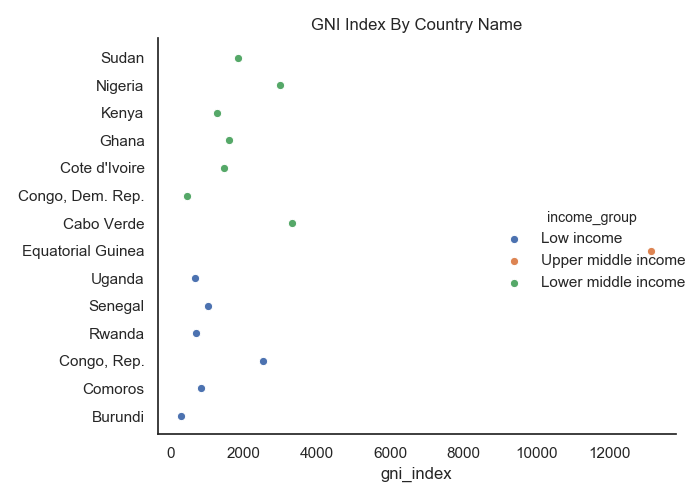 GNI Index By Country Name
Sudan
Nigeria
Kenya
Ghana
Cote d'Ivoire
Congo, Dem. Rep.
Cabo Verde
Equatorial Guinea
Uganda
Senegal
Rwanda
Congo, Rep.
Comoros
Burundi
income_group
Low income
Upper middle income
Lower middle income
0 2000 4000 6000 8000 10000 12000
gni_index